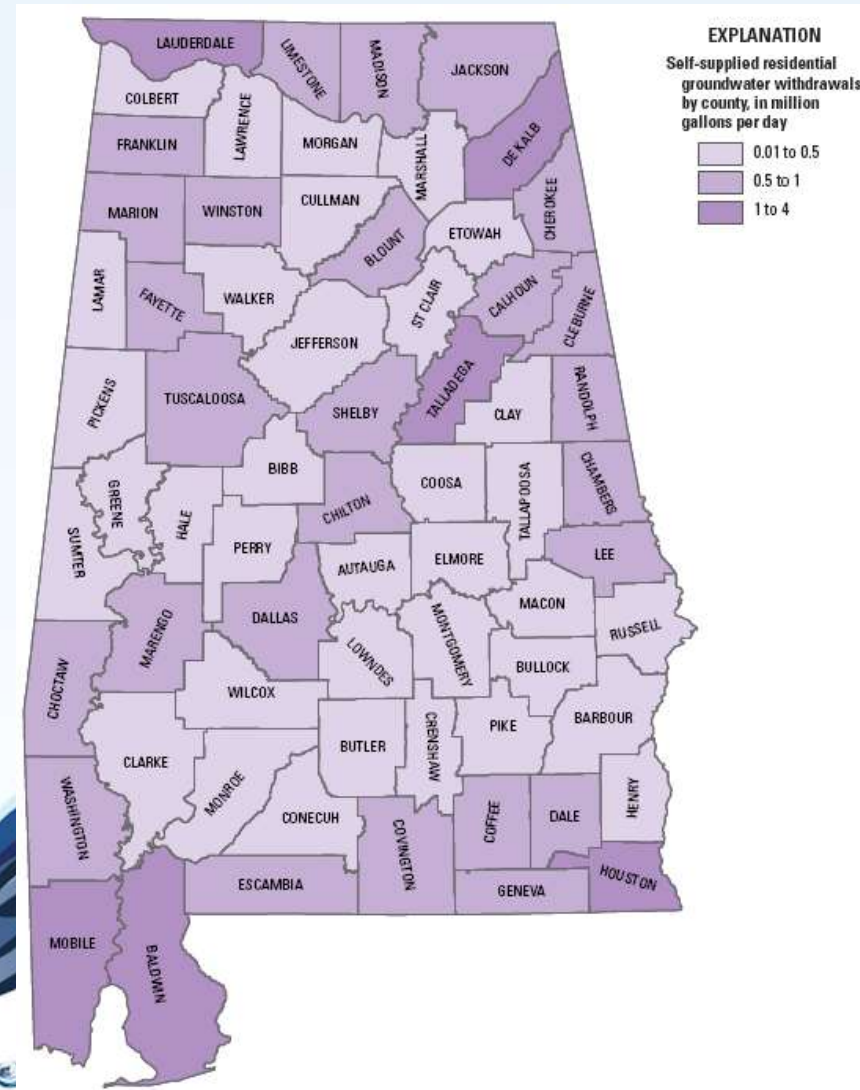 EXPLANATION
Self-supplied residential
groundwater withdrawals
by county, in million
gallons per day
0.01 to 0.5
0.5 to 1
1 to 4
LAUDERDALE
LIMESTONE
MADISON
JACKSON
COLBERT
LAWRENCE
FRANKLIN
MORGAN
MARSHALL
DE KALB
MARION
WINSTON
CULLMAN
BLOUNT
ETOWAH
CHEROKEE
LAMAR
FAYETTE
WALKER
JEFFERSON
ST CLAIR
CALHOUN
CLEBURNE
PICKENS
TUSCALOOSA
SHELBY
TALLADEGA
CLAY
RANDOLPH
GREENE
HALE
BIBB
CHILTON
COOSA
TALLAPOOSA
CHAMBERS
SUMTER
PERRY
AUTAUGA
ELMORE
LEE
MARENGO
DALLAS
LOWNDES
MONTGOMERY
MACON
RUSSELL
CHOCTAW
WILCOX
BULLOCK
CLARKE
MONROE
BUTLER
CRENSHAW
PIKE
BARBOUR
WASHINGTON
CONECUH
COVINGTON
COFFEE
DALE
HENRY
ESCAMBIA
GENEVA
HOUSTON
MOBILE
BALDWIN